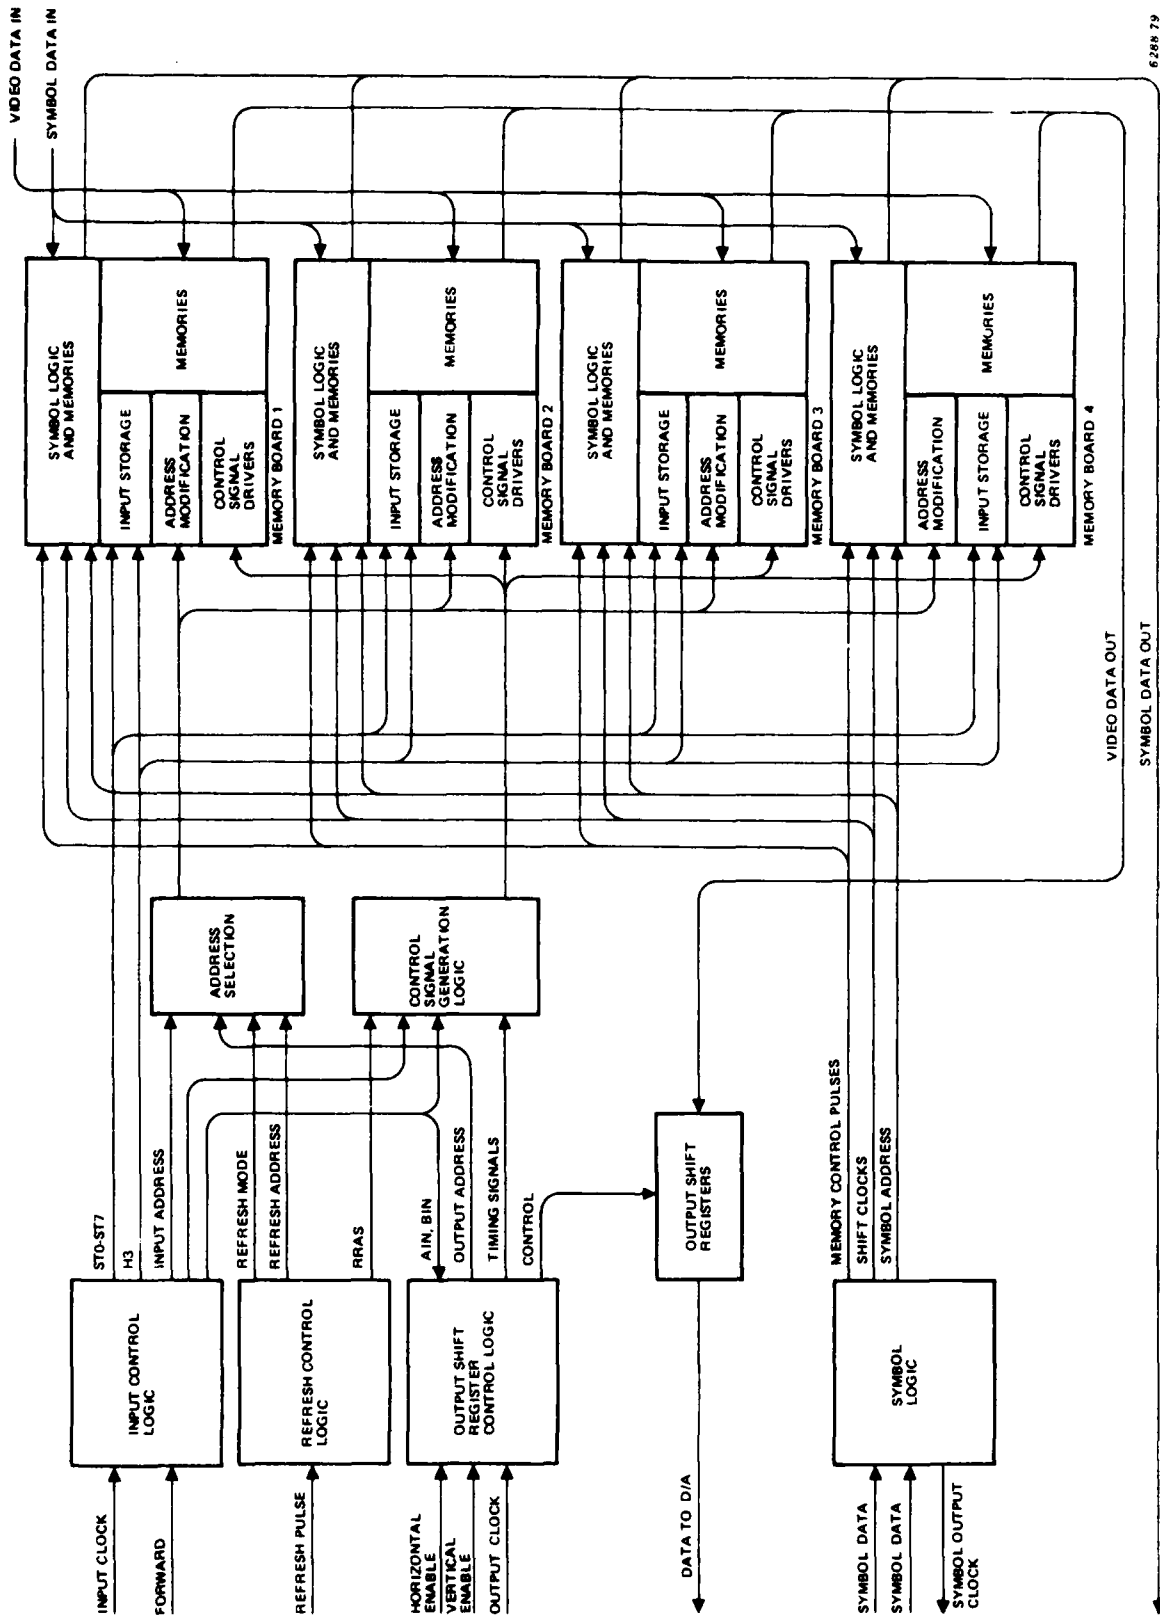 VIDEO DATA IN
SYMBOL DATA IN
SYMBOL LOGIC
AND MEMORIES
INPUT STORAGE
ADDRESS
MODIFICATION
CONTROL
SIGNAL
DRIVERS
MEMORIES
MEMORY BOARD 1
SYMBOL LOGIC
AND MEMORIES
INPUT STORAGE
ADDRESS
MODIFICATION
CONTROL
SIGNAL
DRIVERS
MEMORIES
MEMORY BOARD 2
SYMBOL LOGIC
AND MEMORIES
INPUT STORAGE
ADDRESS
MODIFICATION
CONTROL
SIGNAL
DRIVERS
MEMORIES
MEMORY BOARD 3
SYMBOL LOGIC
AND MEMORIES
ADDRESS
MODIFICATION
INPUT STORAGE
CONTROL
SIGNAL
DRIVERS
MEMORIES
MEMORY BOARD 4
ADDRESS
SELECTION
CONTROL
SIGNAL
GENERATION
LOGIC
INPUT CLOCK
FORWARD
INPUT CONTROL
LOGIC
ST0-ST7
H3
INPUT ADDRESS
REFRESH PULSE
REFRESH CONTROL
LOGIC
REFRESH MODE
REFRESH ADDRESS
RRAS
HORIZONTAL
ENABLE
VERTICAL
ENABLE
OUTPUT CLOCK
OUTPUT SHIFT
REGISTER
CONTROL LOGIC
AIN, BIN
OUTPUT ADDRESS
TIMING SIGNALS
CONTROL
DATA TO D/A
OUTPUT SHIFT
REGISTERS
SYMBOL DATA
SYMBOL DATA
SYMBOL OUTPUT
CLOCK
SYMBOL
LOGIC
MEMORY CONTROL PULSES
SHIFT CLOCKS
SYMBOL ADDRESS
VIDEO DATA OUT
SYMBOL DATA OUT
6288 79